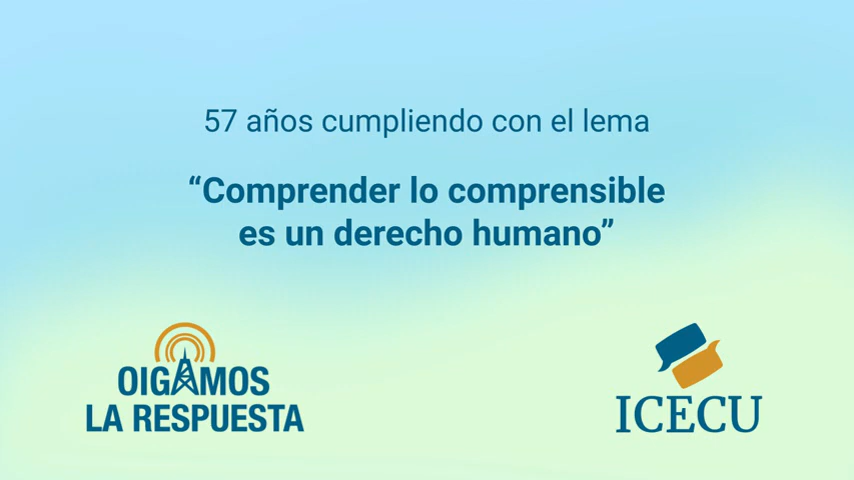 57 años cumpliendo con el lema
“Comprender lo comprensible
es un derecho humano”
OIGAMOS
LA RESPUESTA
ICECU